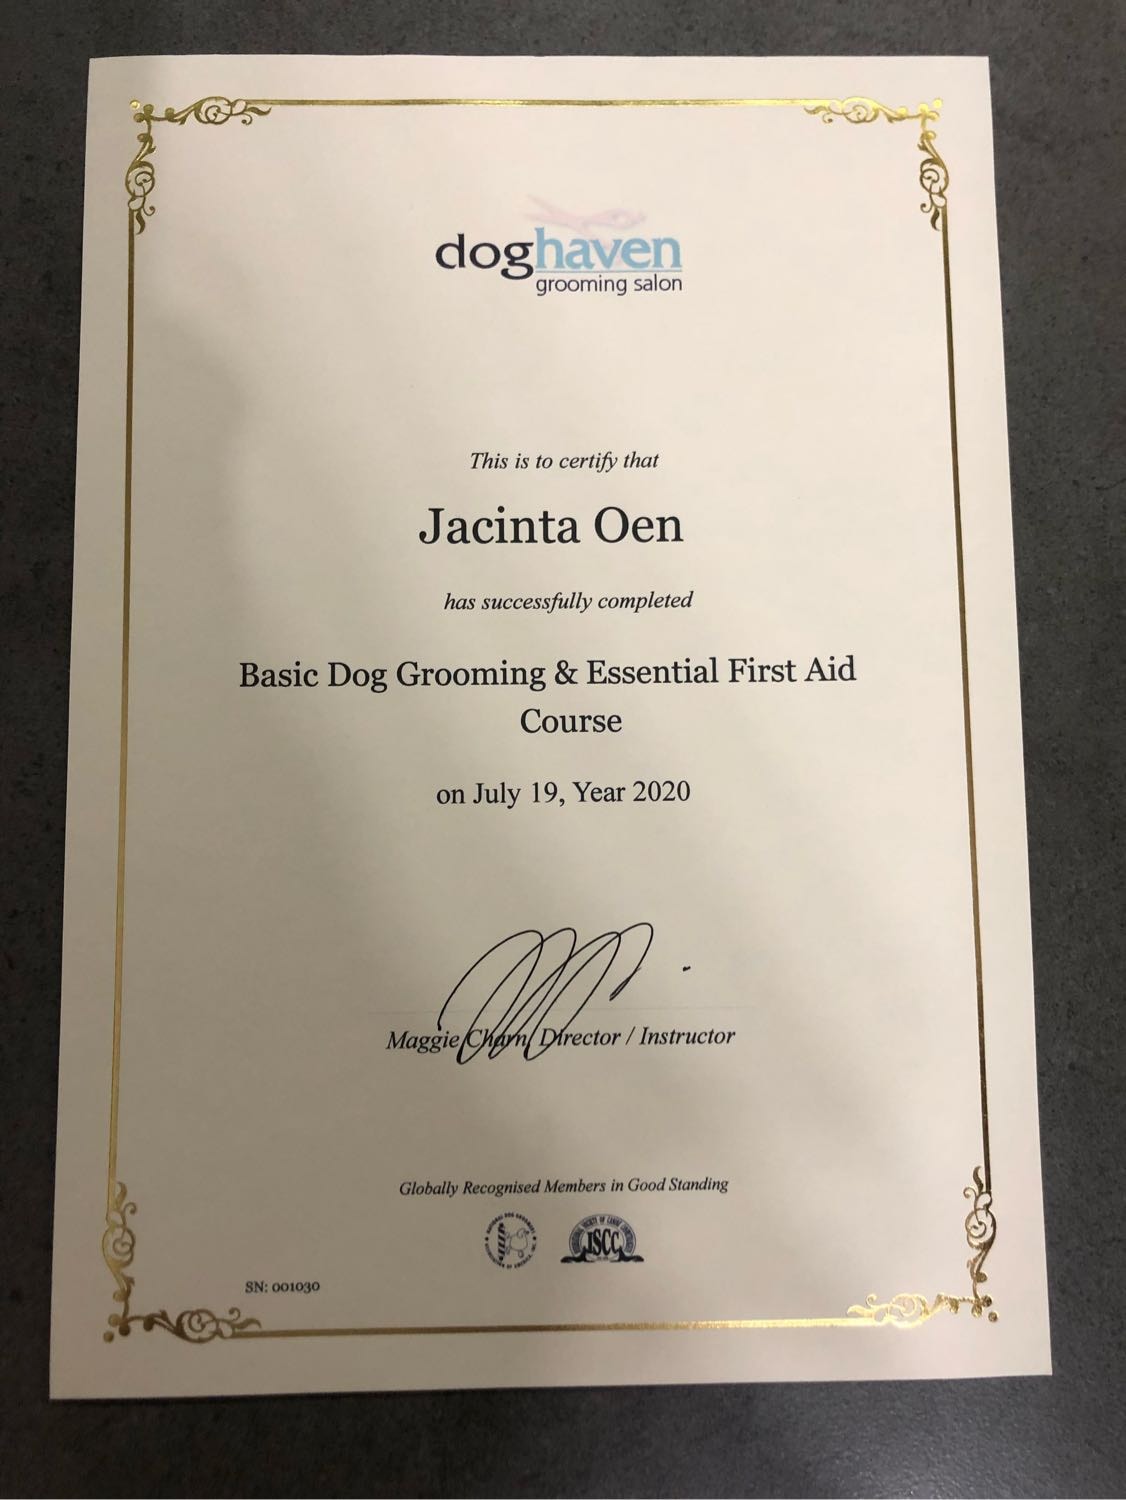 doghaven
grooming salon
This is to certify that
Jacinta Oen
has successfully completed
Basic Dog Grooming & Essential First Aid
Course
on July 19, Year 2020
Maggie Charn, Director / Instructor
Globally Recognised Members in Good Standing
ISCC
SN: 001030